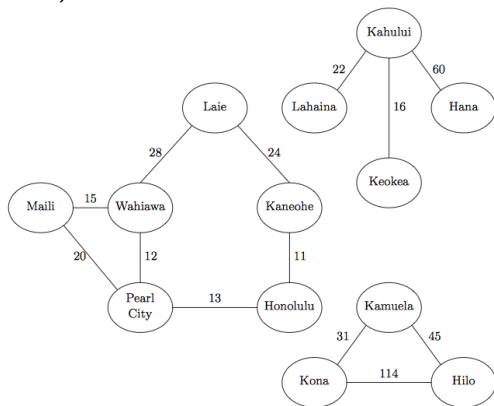 Kahului
22
60
Laie
Lahaina
16
Hana
28
24
Keokea
15
Maili
Wahiawa
Kaneohe
20
12
11
Pearl
City
13
Honolulu
Kamuela
31
45
Kona
114
Hilo